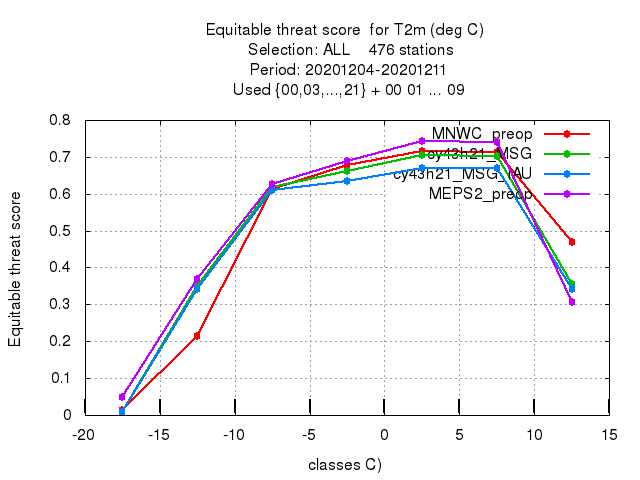 Equitable threat score  for T2m (deg C)
Selection: ALL    476 stations
Period: 20201204-20201211
Used {00,03,...,21} + 00 01 ... 09
Equitable threat score
0.8
0.7
0.6
0.5
0.4
0.3
0.2
0.1
0
MNWC_preop
cy43h21_MSG
cy43h21_MSG_IAU
MEPS2_preop
-20 -15 -10 -5 0 5 10 15
classes C)